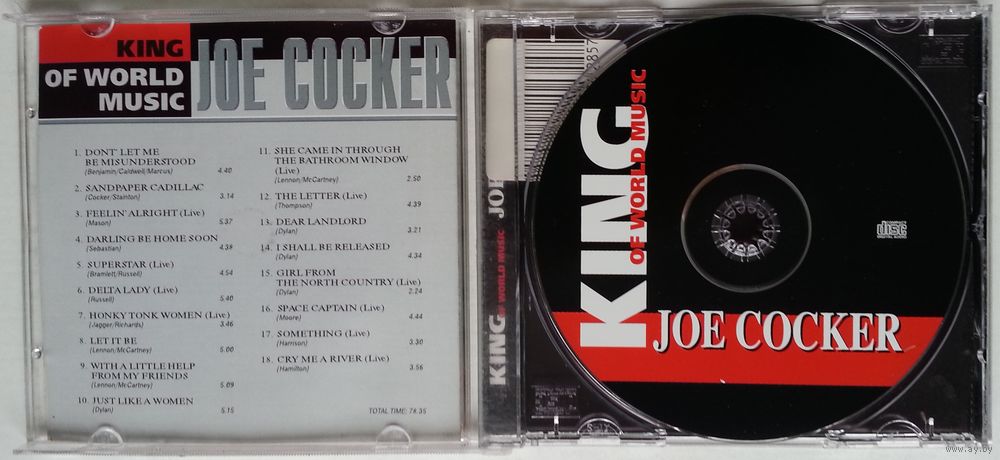 KING
OF WORLD
MUSIC
JOE COCKER
1. DONT' LET ME
BE MISUNDERSTOOD
(Benjamin/Caldwell/Marcus) 4.40
2. SANDPAPER CADILLAC
(Cocker/Stainton) 3.14
3. FEELIN' ALRIGHT (Live)
(Mason) 5.37
4. DARLING BE HOME SOON
(Sebastian) 4.38
5. SUPERSTAR (Live)
(Bramlett/Russell) 4.54
6. DELTA LADY (Live)
(Russell) 5.40
7. HONKY TONK WOMEN (Live)
(Jagger/Richards) 3.46
8. LET IT BE
(Lennon/McCartney) 5.00
9. WITH A LITTLE HELP
FROM MY FRIENDS
(Lennon/McCartney) 5.09
10. JUST LIKE A WOMEN
(Dylan) 5.15
11. SHE CAME IN THROUGH
THE BATHROOM WINDOW
(Live)
(Lennon/McCartney) 2.50
12. THE LETTER (Live)
(Thompson) 4.39
13. DEAR LANDLORD
(Dylan) 3.21
14. I SHALL BE RELEASED
(Dylan) 4.34
15. GIRL FROM
THE NORTH COUNTRY (Live)
(Dylan) 2.24
16. SPACE CAPTAIN (Live)
(Moore) 4.44
17. SOMETHING (Live)
(Harrison) 3.30
18. CRY ME A RIVER (Live)
(Hamilton) 3.56
TOTAL TIME: 78.35
KING OF WORLD MUSIC
KING
OF WORLD MUSIC
JOE COCKER
COMPACT
disc
DIGITAL AUDIO
www.ay.by